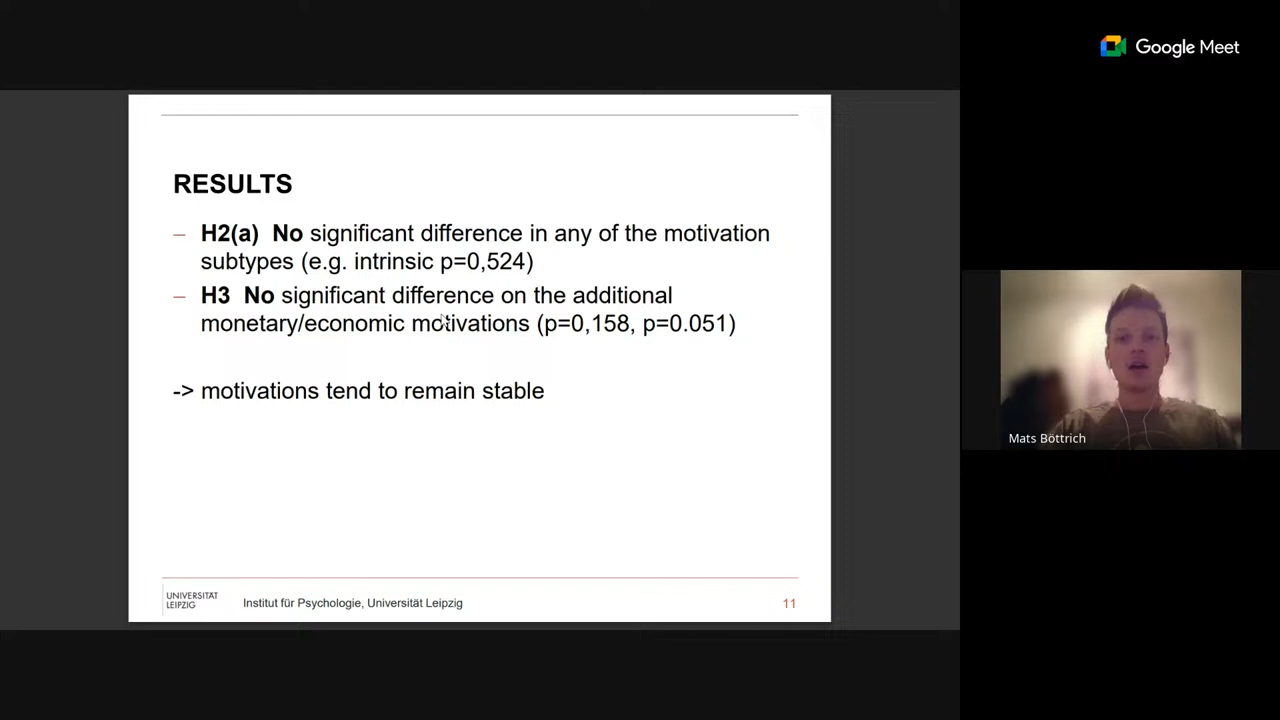 Google Meet
RESULTS
– H2(a) No significant difference in any of the motivation
subtypes (e.g. intrinsic p=0,524)
– H3 No significant difference on the additional
monetary/economic motivations (p=0,158, p=0.051)
-> motivations tend to remain stable
Mats Böttrich
UNIVERSITÄT
LEIPZIG
Institut für Psychologie, Universität Leipzig
11